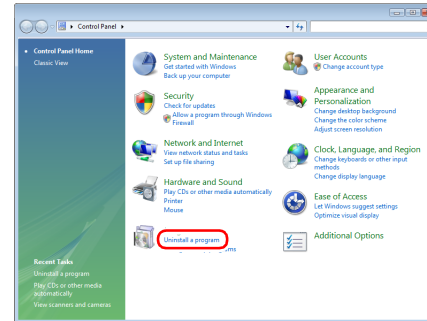 Control Panel
Control Panel Home
Classic View
System and Maintenance
Get started with Windows
Back up your computer
Security
Check for updates
Allow a program through Windows
Firewall
Network and Internet
View network status and tasks
Set up file sharing
Hardware and Sound
Play CDs or other media automatically
Printer
Mouse
Uninstall a program
User Accounts
Change account type
Appearance and
Personalization
Change desktop background
Change the color scheme
Adjust screen resolution
Clock, Language, and Region
Change keyboards or other input
methods
Change display language
Ease of Access
Let Windows suggest settings
Optimize visual display
Additional Options
Recent Tasks
Uninstall a program
Play CDs or other media
automatically
View scanners and cameras